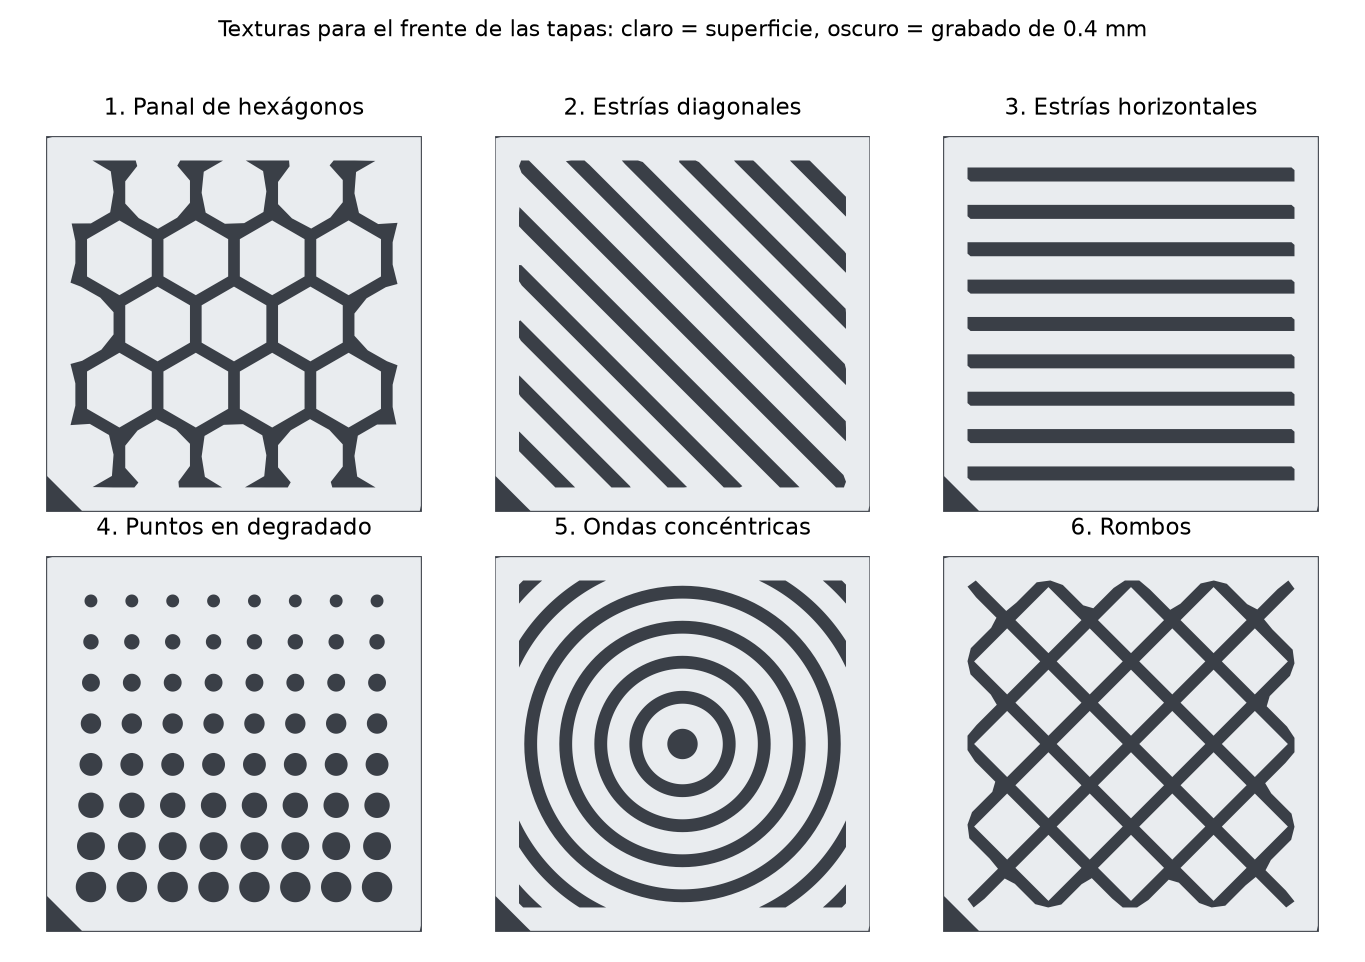 Texturas para el frente de las tapas: claro = superficie, oscuro = grabado de 0.4 mm
1. Panal de hexágonos
2. Estrías diagonales
3. Estrías horizontales
4. Puntos en degradado
5. Ondas concéntricas
6. Rombos